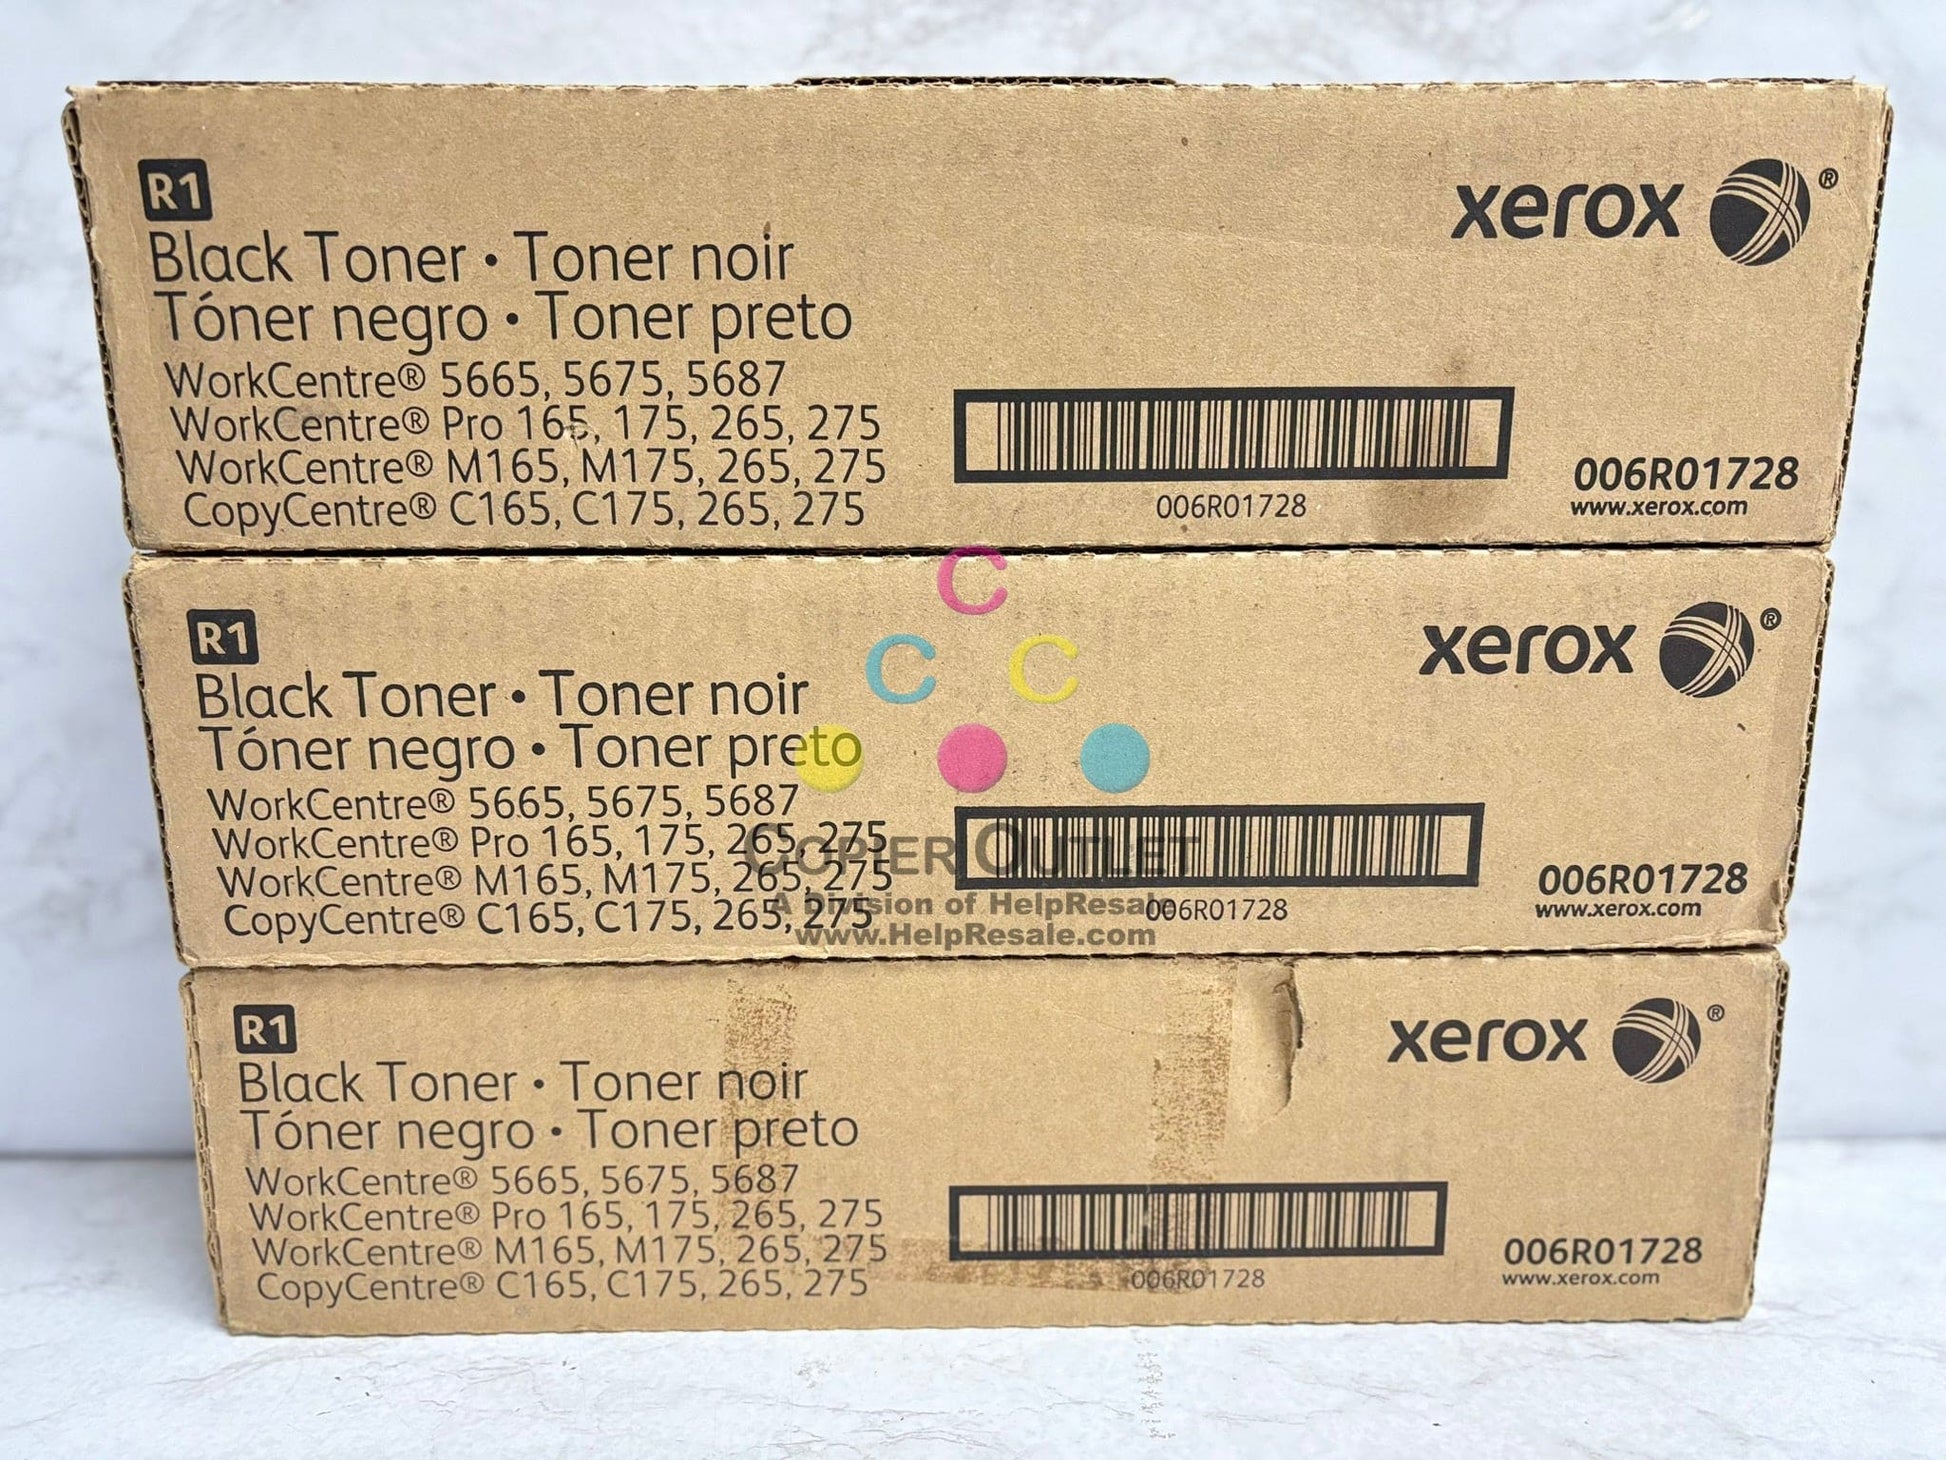 R1
xerox ®
Black Toner • Toner noir
Tóner negro • Toner preto
WorkCentre® 5665, 5675, 5687
WorkCentre® Pro 165, 175, 265, 275
WorkCentre® M165, M175, 265, 275
CopyCentre® C165, C175, 265, 275
006R01728
006R01728
www.xerox.com
R1
xerox ®
Black Toner • Toner noir
Tóner negro • Toner preto
WorkCentre® 5665, 5675, 5687
WorkCentre® Pro 165, 175, 265, 275
WorkCentre® M165, M175, 265, 275
CopyCentre® C165, C175, 265, 275
006R01728
006R01728
www.xerox.com
C
C C
Copier Outlet
A Division of HelpResale
www.HelpResale.com
R1
xerox ®
Black Toner • Toner noir
Tóner negro • Toner preto
WorkCentre® 5665, 5675, 5687
WorkCentre® Pro 165, 175, 265, 275
WorkCentre® M165, M175, 265, 275
CopyCentre® C165, C175, 265, 275
006R01728
006R01728
www.xerox.com